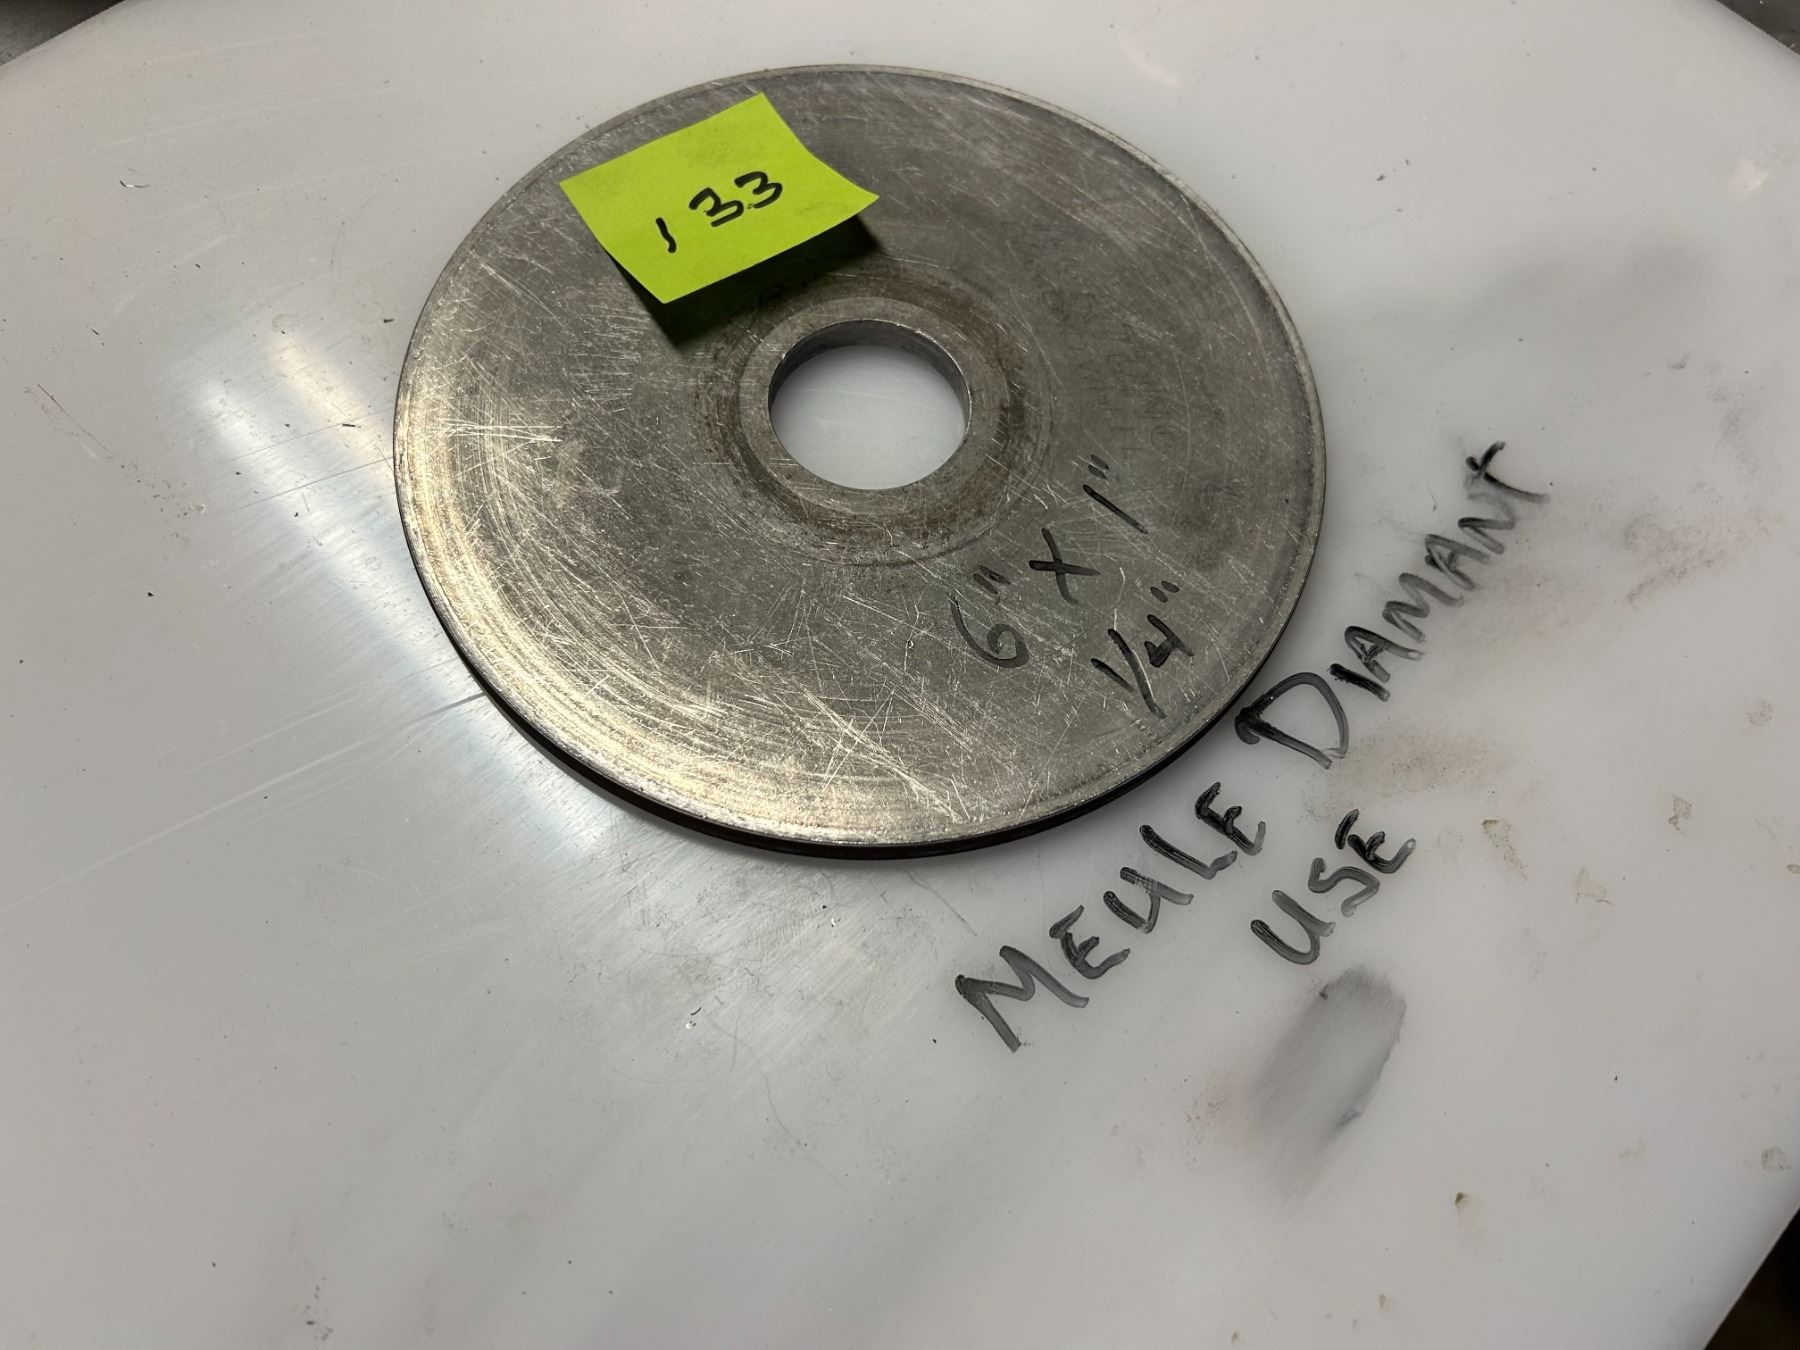 133
6" X 1"
1/4"
MEULE DIAMANT
USÉ